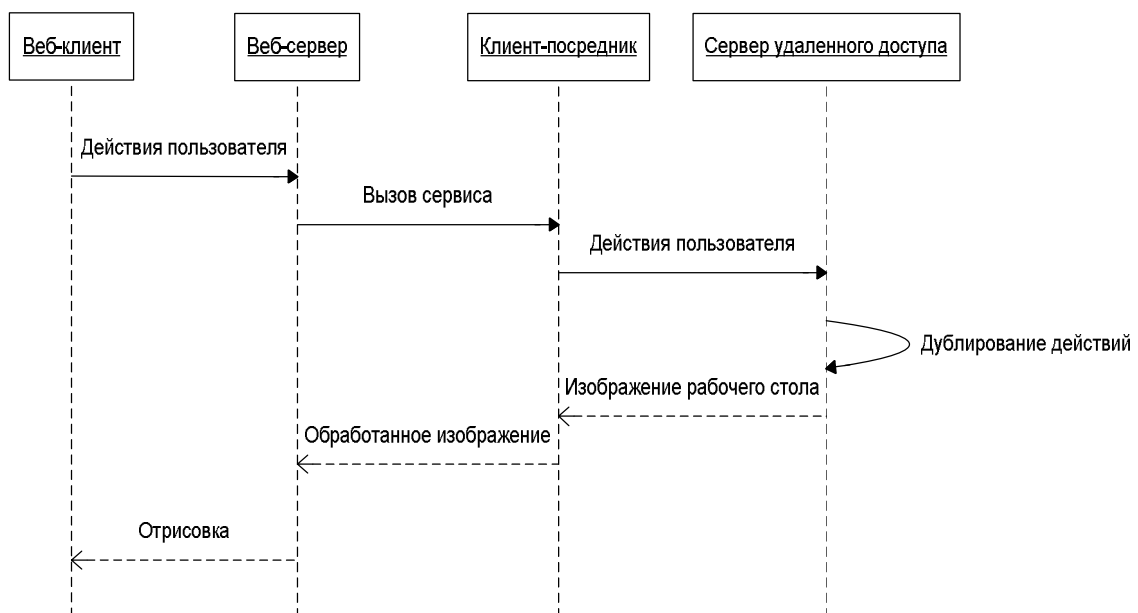 Веб-клиент
Веб-сервер
Клиент-посредник
Сервер удаленного доступа
Действия пользователя
Вызов сервиса
Действия пользователя
Дублирование действий
Изображение рабочего стола
Обработанное изображение
Отрисовка